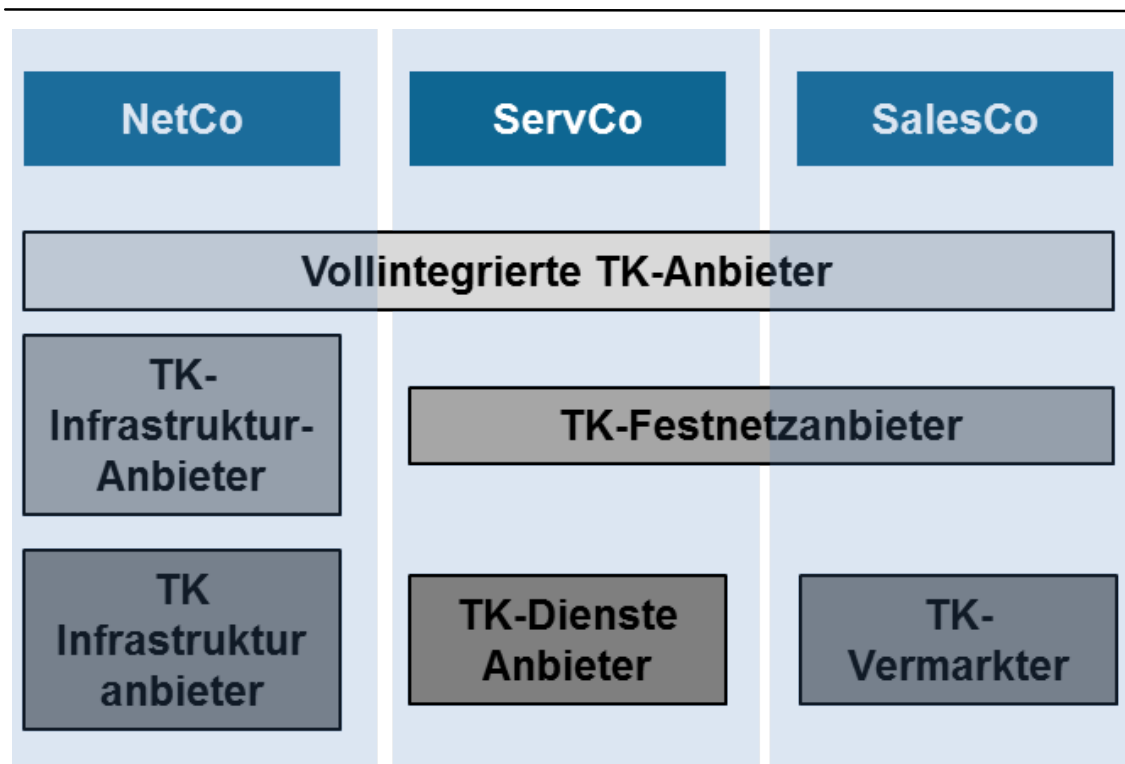 NetCo
ServCo
SalesCo
Vollintegrierte TK-Anbieter
TK-
Infrastruktur-
Anbieter
TK-Festnetzanbieter
TK
Infrastruktur
anbieter
TK-Dienste
Anbieter
TK-
Vermarkter